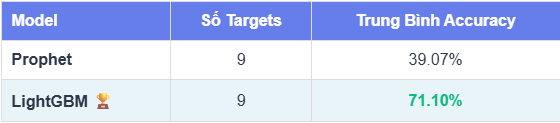 Model Số Targets Trung Bình Accuracy
Prophet 9 39.07%
LightGBM 🏆 9 71.10%